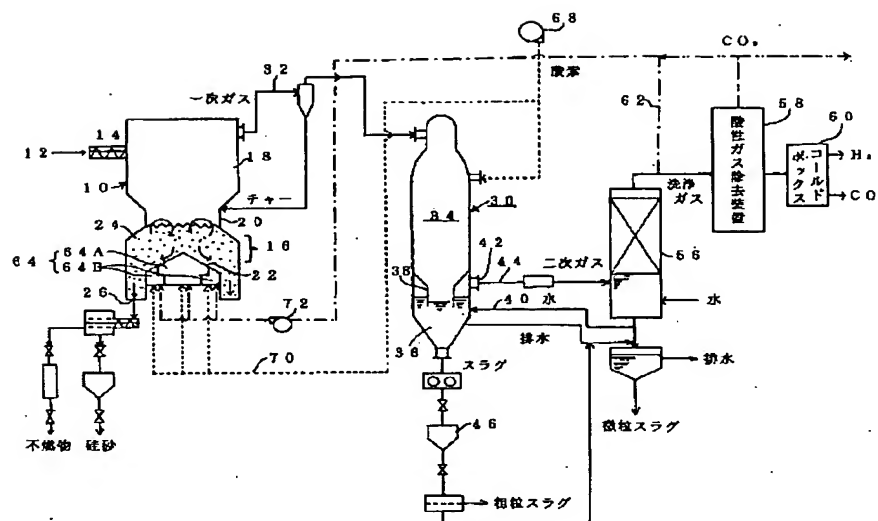 68
CO₂
酸素
32
一次ガス
62
58
60
14
12
18
酸性ガス除去装置
コールドボックス
H₂
CO
10
チャー
洗浄ガス
20
30
34
24
16
64A
64
64B
22
42
38
44
二次ガス
56
26
72
40
水
水
36
排水
排水
70
スラグ
微粒スラグ
46
不燃物
硅砂
粗粒スラグ